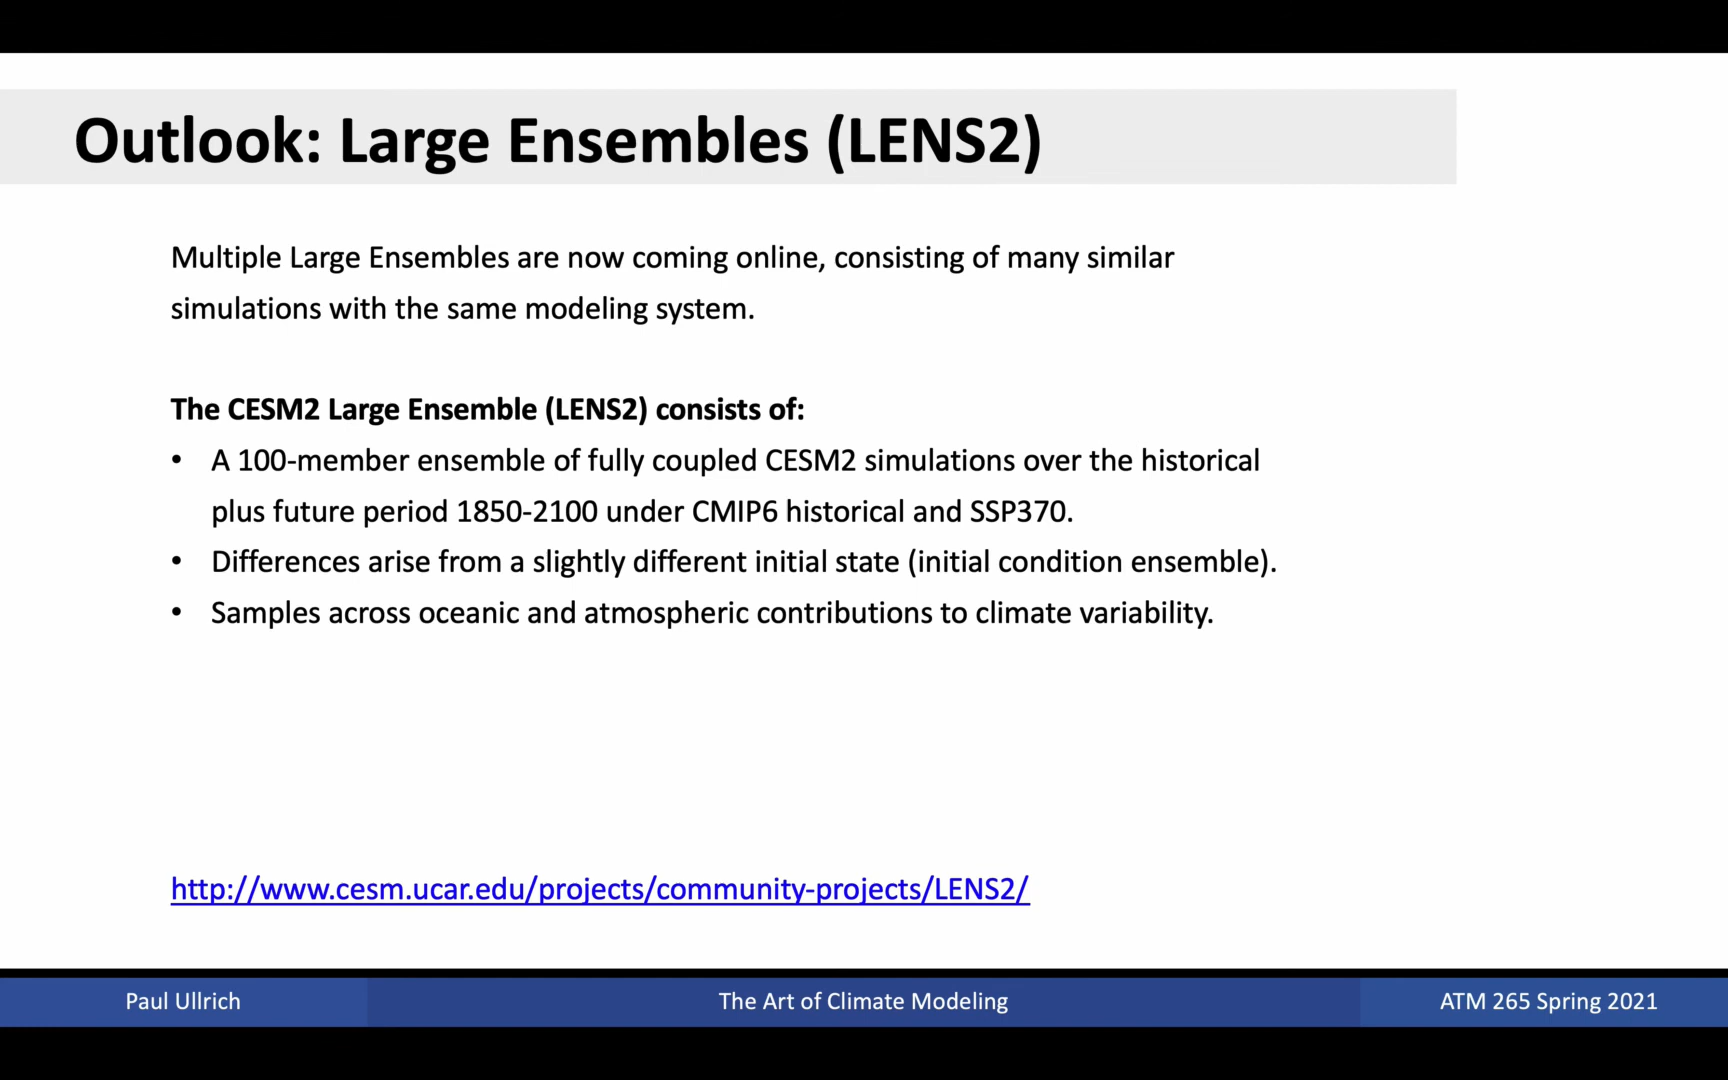 Outlook: Large Ensembles (LENS2)
Multiple Large Ensembles are now coming online, consisting of many similar
simulations with the same modeling system.
The CESM2 Large Ensemble (LENS2) consists of:
• A 100-member ensemble of fully coupled CESM2 simulations over the historical
plus future period 1850-2100 under CMIP6 historical and SSP370.
• Differences arise from a slightly different initial state (initial condition ensemble).
• Samples across oceanic and atmospheric contributions to climate variability.
http://www.cesm.ucar.edu/projects/community-projects/LENS2/
Paul Ullrich
The Art of Climate Modeling
ATM 265 Spring 2021